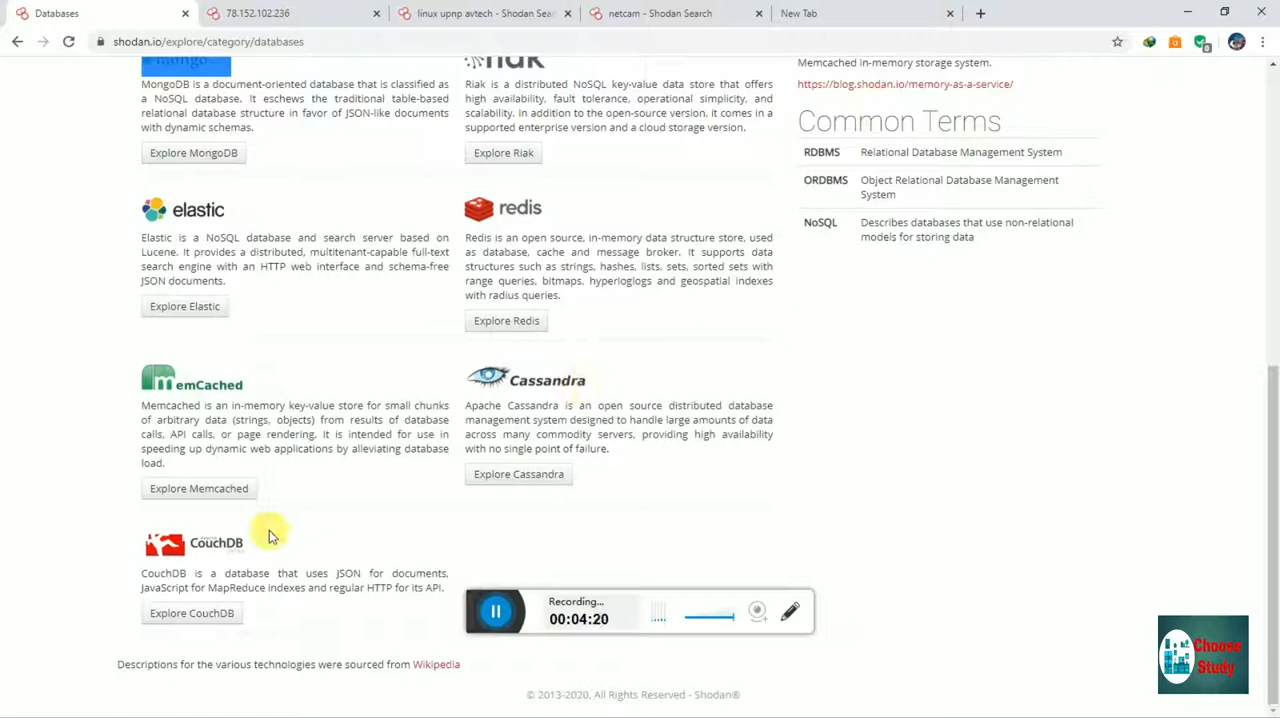 Databases
78.152.102.236
linux upnp avtech - Shodan Sear
netcam - Shodan Search
New Tab
shodan.io/explore/category/databases
mongo
riak
MongoDB is a document-oriented database that is classified as
a NoSQL database. It eschews the traditional table-based
relational database structure in favor of JSON-like documents
with dynamic schemas.
Explore MongoDB
Riak is a distributed NoSQL key-value data store that offers
high availability, fault tolerance, operational simplicity, and
scalability. In addition to the open-source version, it comes in a
supported enterprise version and a cloud storage version.
Explore Riak
elastic
Elastic is a NoSQL database and search server based on
Lucene. It provides a distributed, multitenant-capable full-text
search engine with an HTTP web interface and schema-free
JSON documents.
Explore Elastic
redis
Redis is an open source, in-memory data structure store, used
as database, cache and message broker. It supports data
structures such as strings, hashes, lists, sets, sorted sets with
range queries, bitmaps, hyperloglogs and geospatial indexes
with radius queries.
Explore Redis
memCached
Memcached is an in-memory key-value store for small chunks
of arbitrary data (strings, objects) from results of database
calls, API calls, or page rendering. It is intended for use in
speeding up dynamic web applications by alleviating database
load.
Explore Memcached
Cassandra
Apache Cassandra is an open source distributed database
management system designed to handle large amounts of data
across many commodity servers, providing high availability
with no single point of failure.
Explore Cassandra
CouchDB
CouchDB is a database that uses JSON for documents,
JavaScript for MapReduce indexes and regular HTTP for its API.
Explore CouchDB
Memcached in-memory storage system.
https://blog.shodan.io/memory-as-a-service/
Common Terms
RDBMS Relational Database Management System
ORDBMS Object Relational Database Management
System
NoSQL Describes databases that use non-relational
models for storing data
Recording...
00:04:20
Choose
Study
Descriptions for the various technologies were sourced from Wikipedia
© 2013-2020, All Rights Reserved - Shodan®